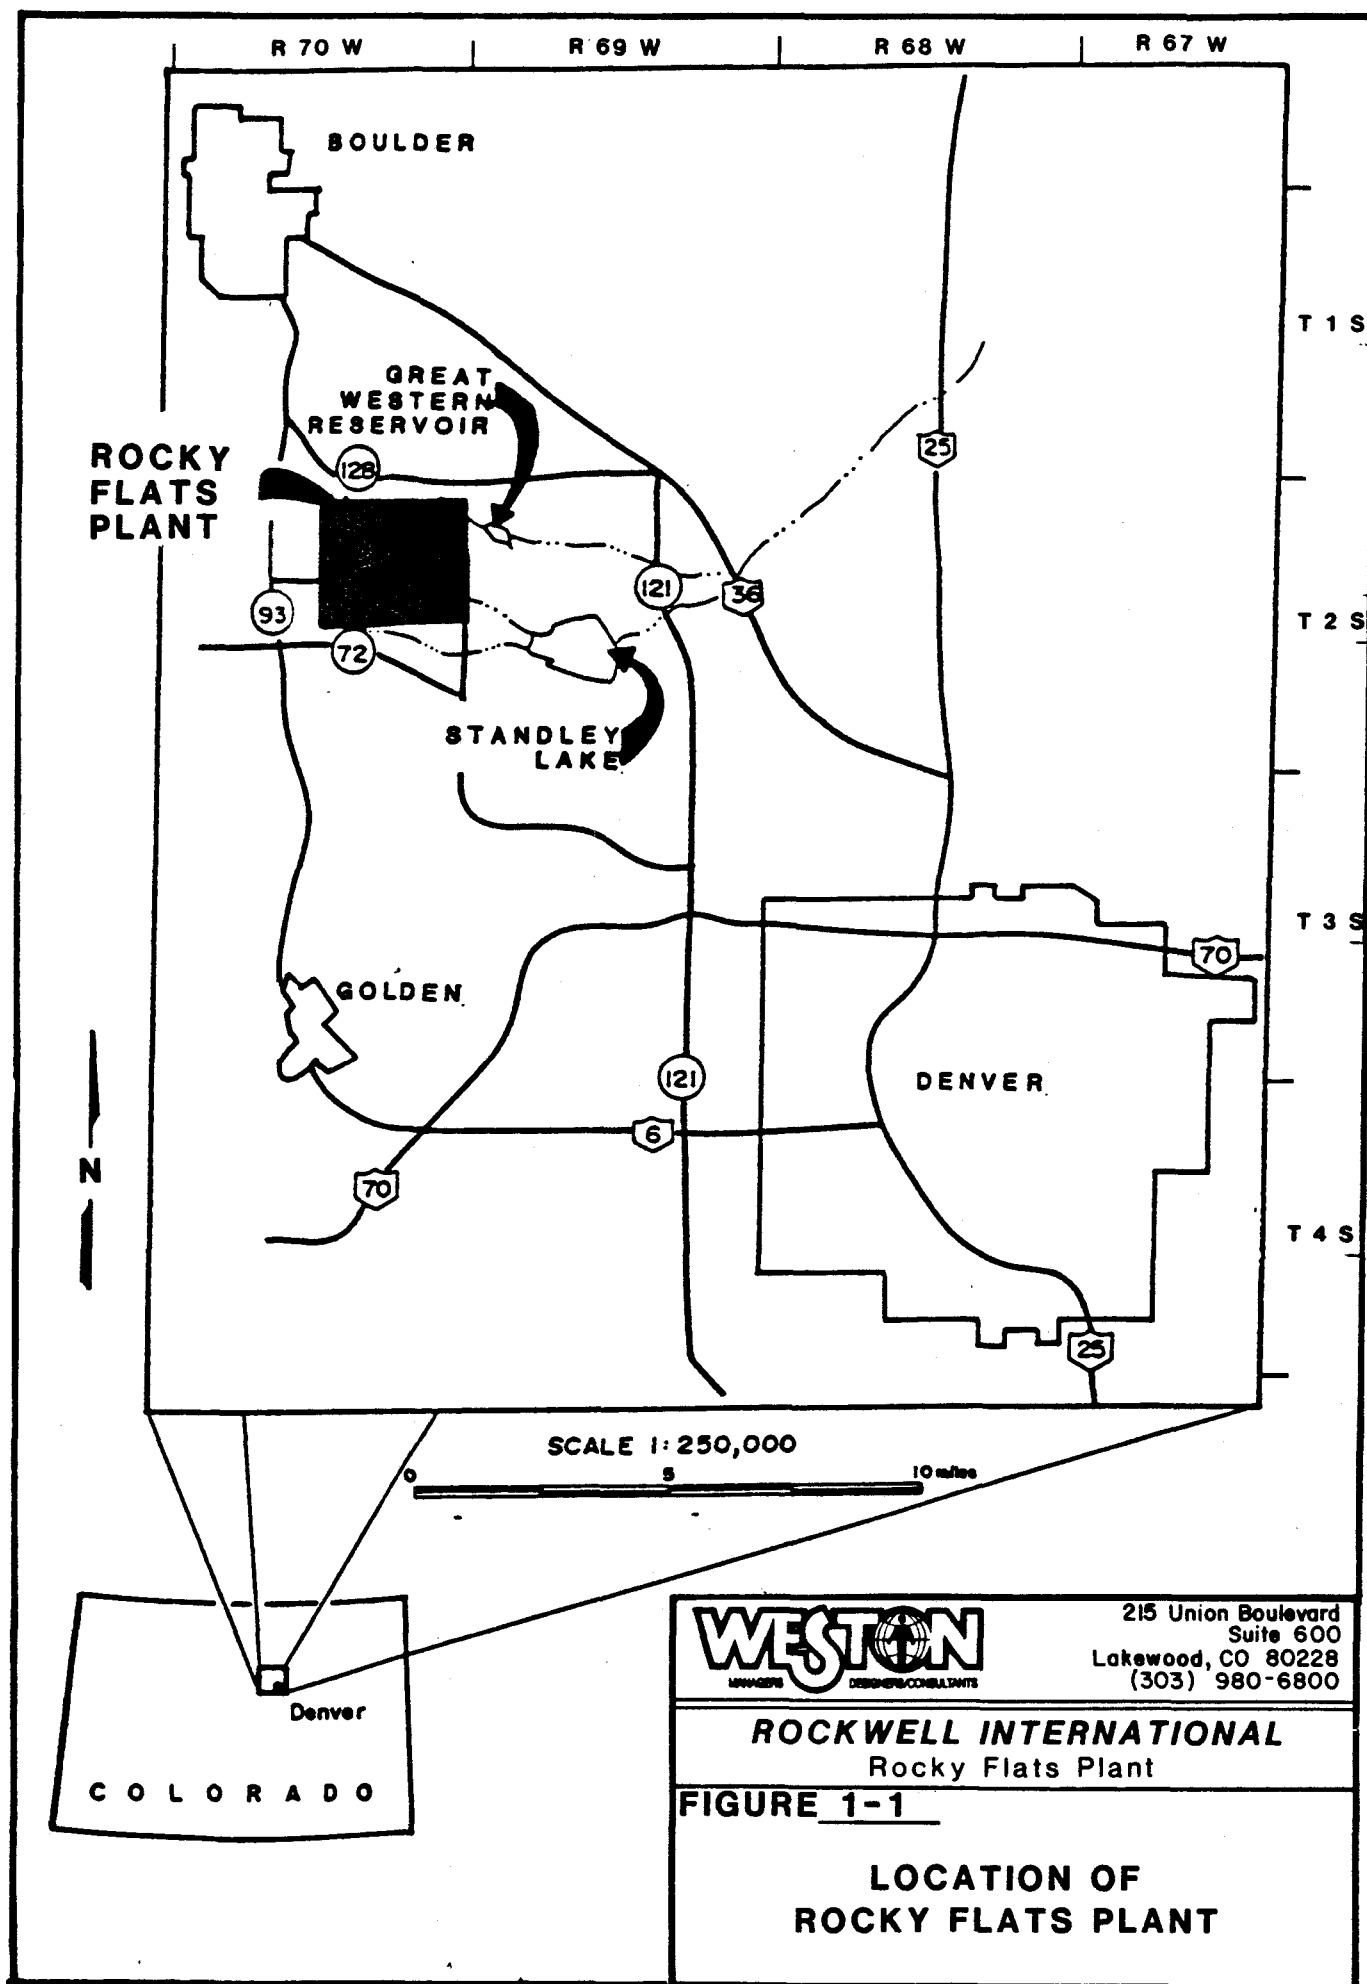 R 70 W
R 69 W
R 68 W
R 67 W
BOULDER
T 1 S
GREAT
WESTERN
RESERVOIR
25
ROCKY
FLATS
PLANT
128
121
36
93
T 2 S
72
STANDLEY
LAKE
T 3 S
70
GOLDEN
121
DENVER
6
N
70
T 4 S
25
SCALE 1:250,000
0 5 10 miles
Denver
COLORADO
WESTON
MANAGERS DESIGNERS/CONSULTANTS
215 Union Boulevard
Suite 600
Lakewood, CO 80228
(303) 980-6800
ROCKWELL INTERNATIONAL
Rocky Flats Plant
FIGURE 1-1
LOCATION OF
ROCKY FLATS PLANT